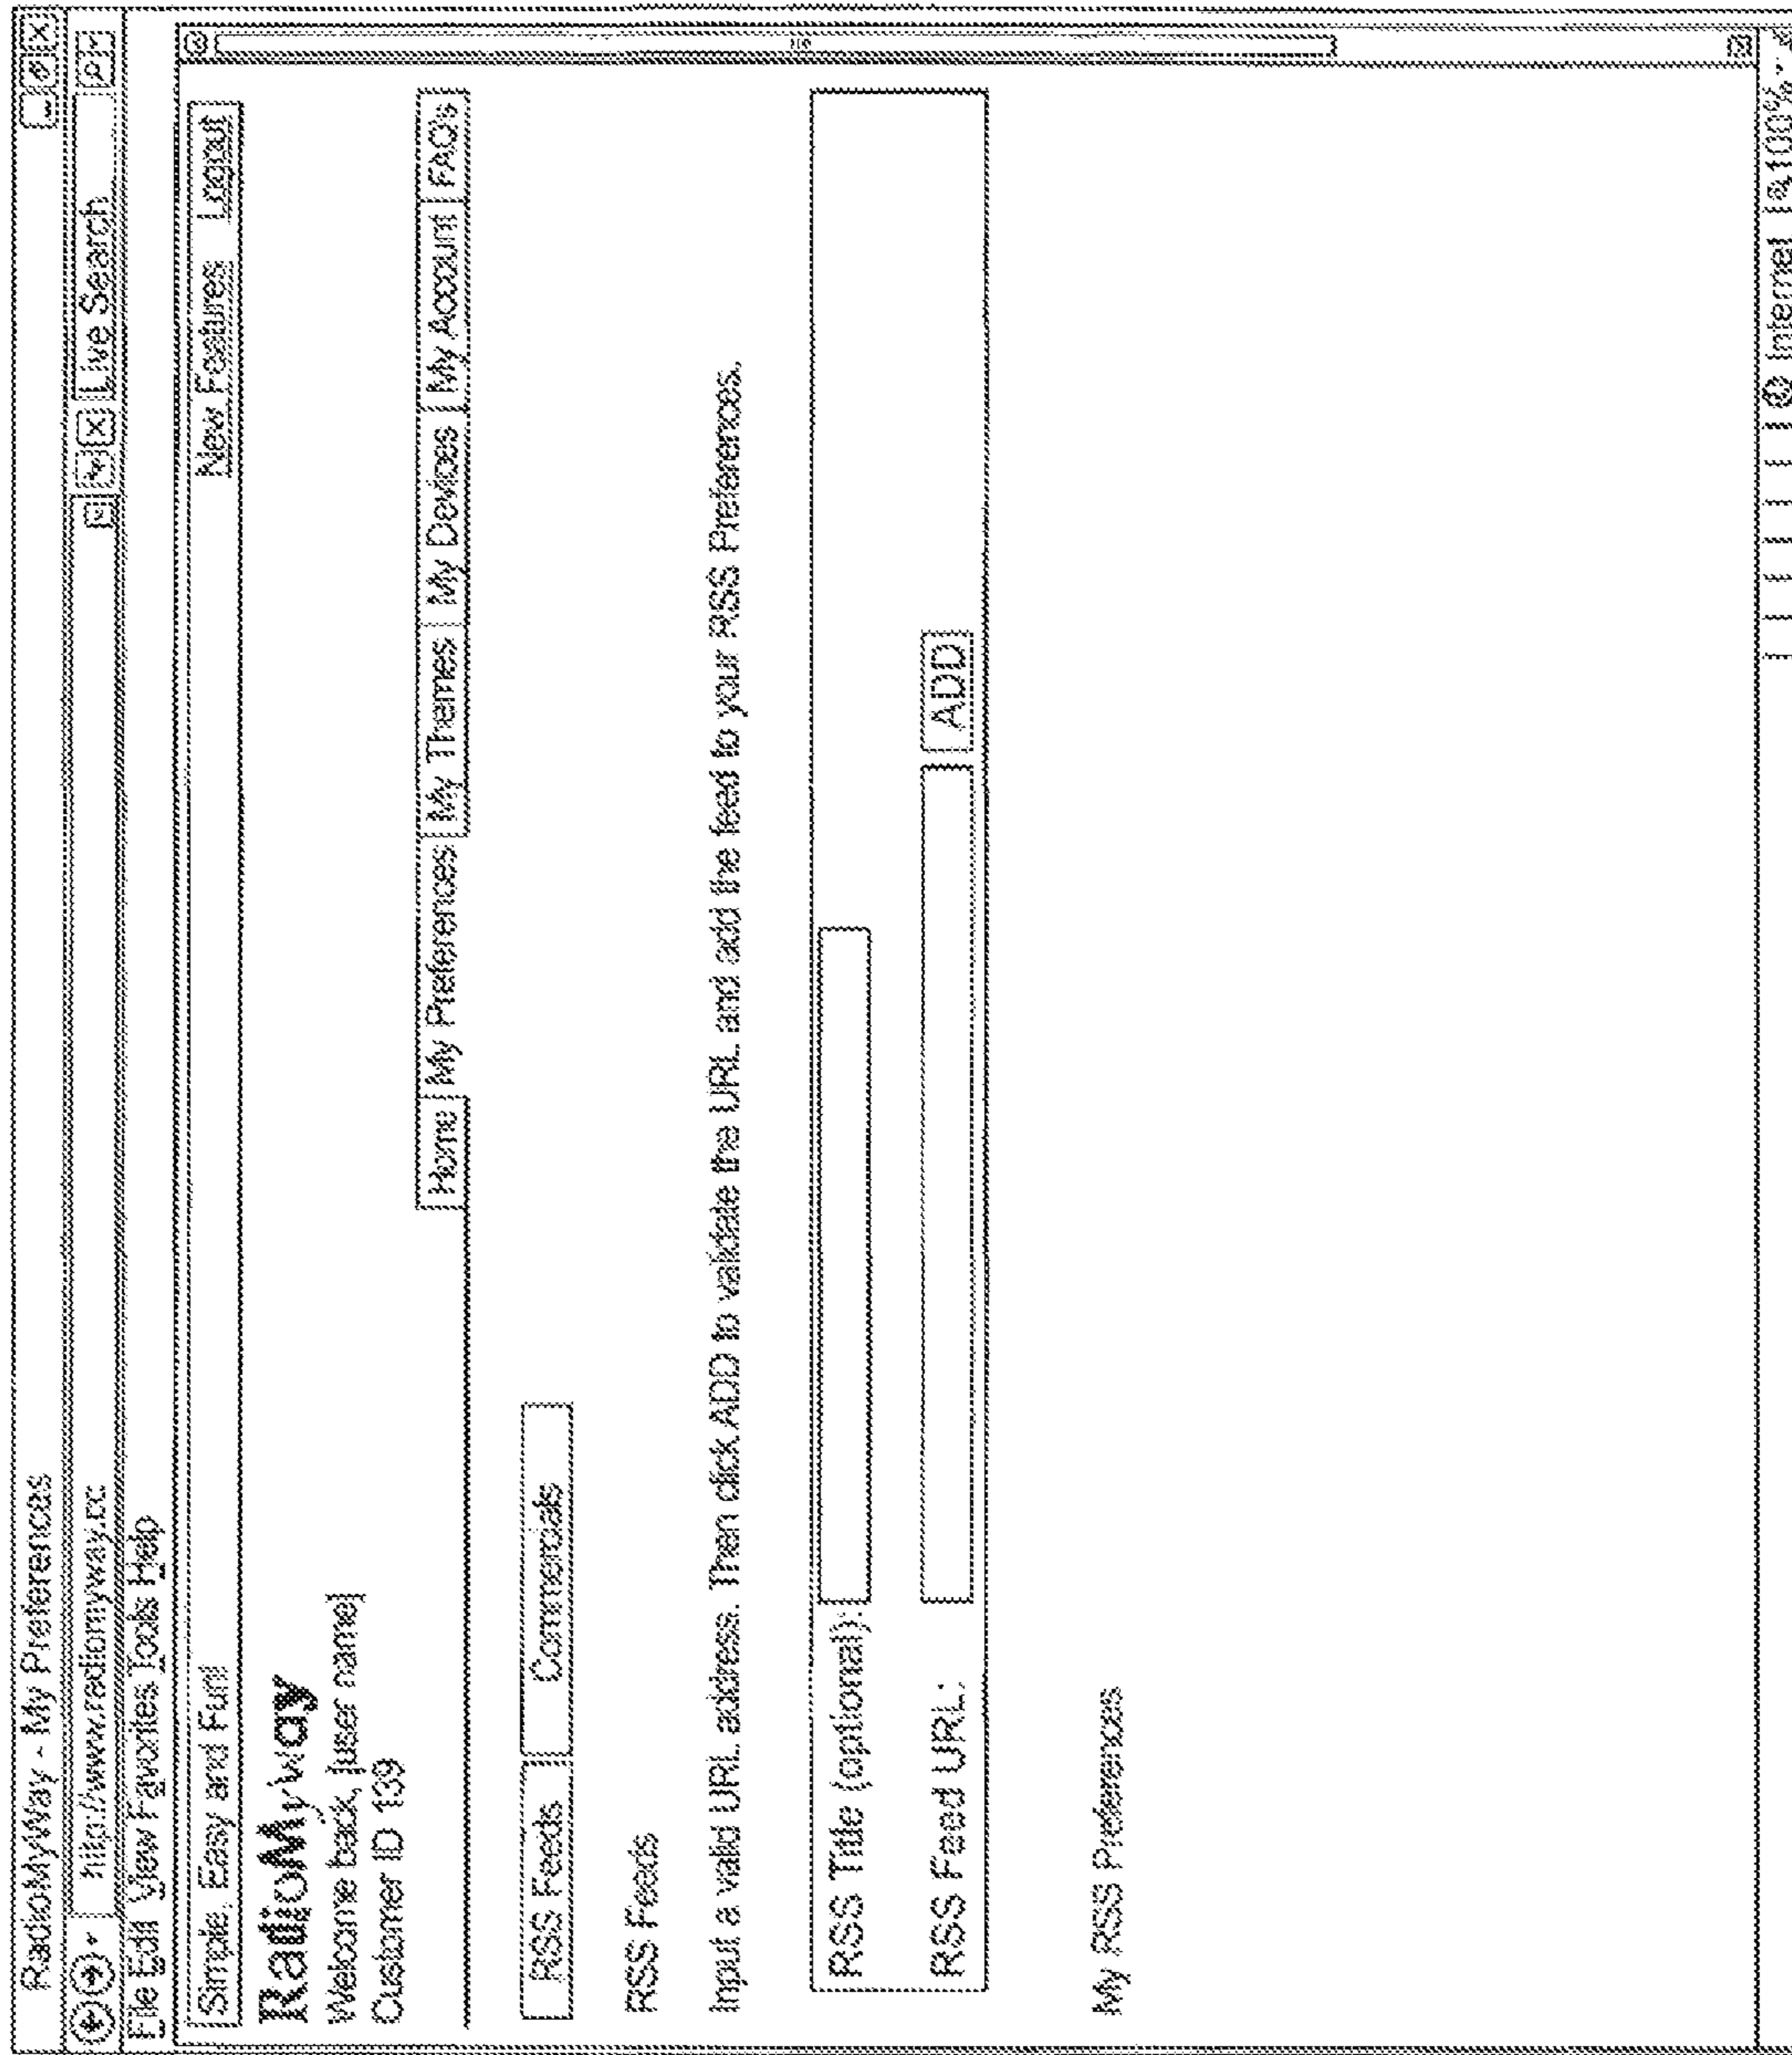 RadioMyWay - My Preferences
http://www.radiomyway.cc Live Search
File Edit View Favorites Tools Help
Simple, Easy and Fun! New Features Logout
RadioMyWay
Welcome back, [user name]
Customer ID 139
Home My Preferences My Themes My Devices My Account FAQ's
RSS Feeds Commercials
RSS Feeds
Input a valid URL address. Then click ADD to validate the URL and add the feed to your RSS Preferences.
RSS Title (optional):
RSS Feed URL: ADD
My RSS Preferences
Internet 100%